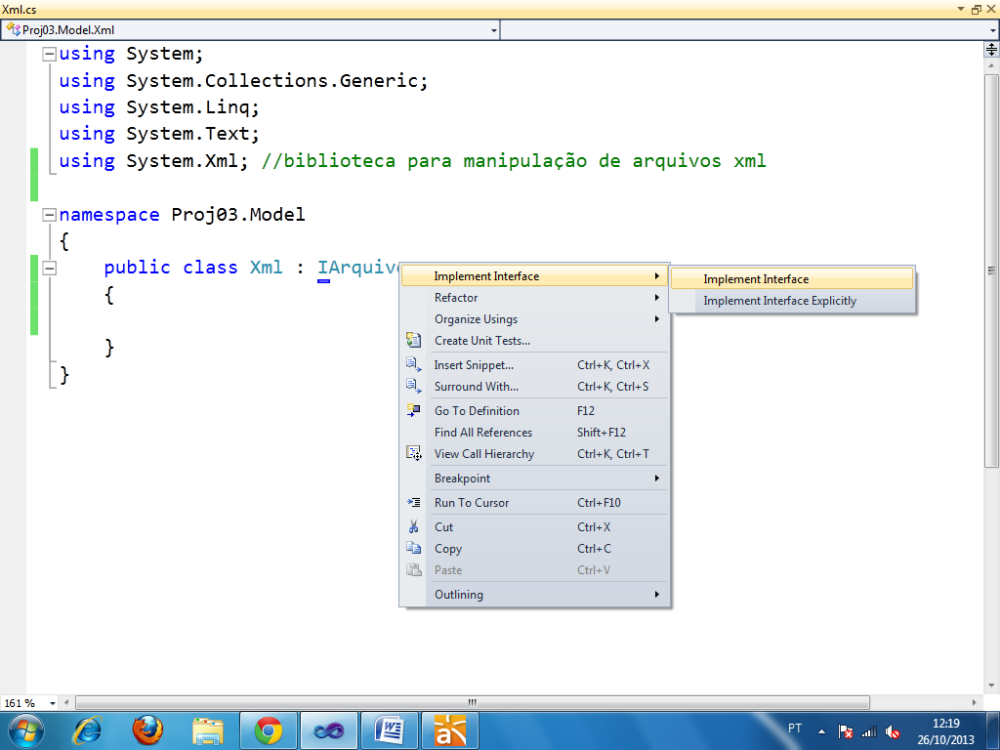 Xml.cs
Proj03.Model.Xml
using System;
using System.Collections.Generic;
using System.Linq;
using System.Text;
using System.Xml; //biblioteca para manipulação de arquivos xml
namespace Proj03.Model
{
public class Xml : IArquivo
{
}
}
Implement Interface
Refactor
Organize Usings
Create Unit Tests...
Insert Snippet... Ctrl+K, Ctrl+X
Surround With... Ctrl+K, Ctrl+S
Go To Definition F12
Find All References Shift+F12
View Call Hierarchy Ctrl+K, Ctrl+T
Breakpoint
Run To Cursor Ctrl+F10
Cut Ctrl+X
Copy Ctrl+C
Paste Ctrl+V
Outlining
Implement Interface
Implement Interface Explicitly
161 %
PT
12:19
26/10/2013